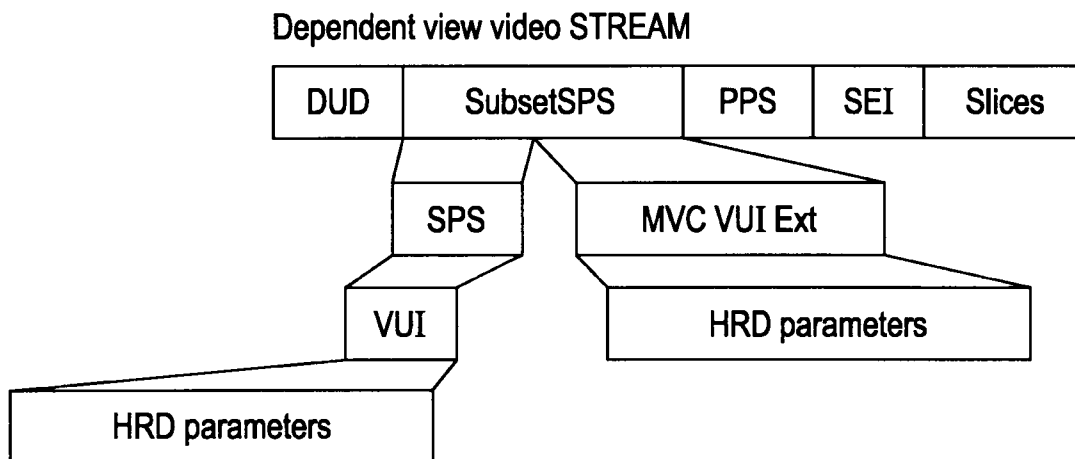 Dependent view video STREAM
DUD SubsetSPS PPS SEI Slices
SPS MVC VUI Ext
VUI HRD parameters
HRD parameters